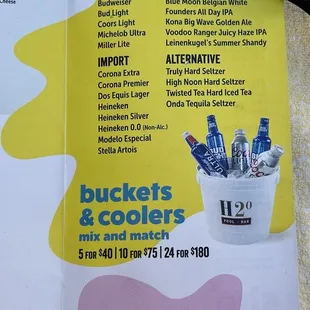 Cheese
Budweiser
Bud Light
Coors Light
Michelob Ultra
Miller Lite
Blue Moon Belgian White
Founders All Day IPA
Kona Big Wave Golden Ale
Voodoo Ranger Juicy Haze IPA
Leinenkugel's Summer Shandy
IMPORT
Corona Extra
Corona Premier
Dos Equis Lager
Heineken
Heineken Silver
Heineken 0.0 (Non-Alc.)
Modelo Especial
Stella Artois
ALTERNATIVE
Truly Hard Seltzer
High Noon Hard Seltzer
Twisted Tea Hard Iced Tea
Onda Tequila Seltzer
buckets
& coolers
mix and match
5 FOR $40 | 10 FOR $75 | 24 FOR $180
H20
POOL + BAR